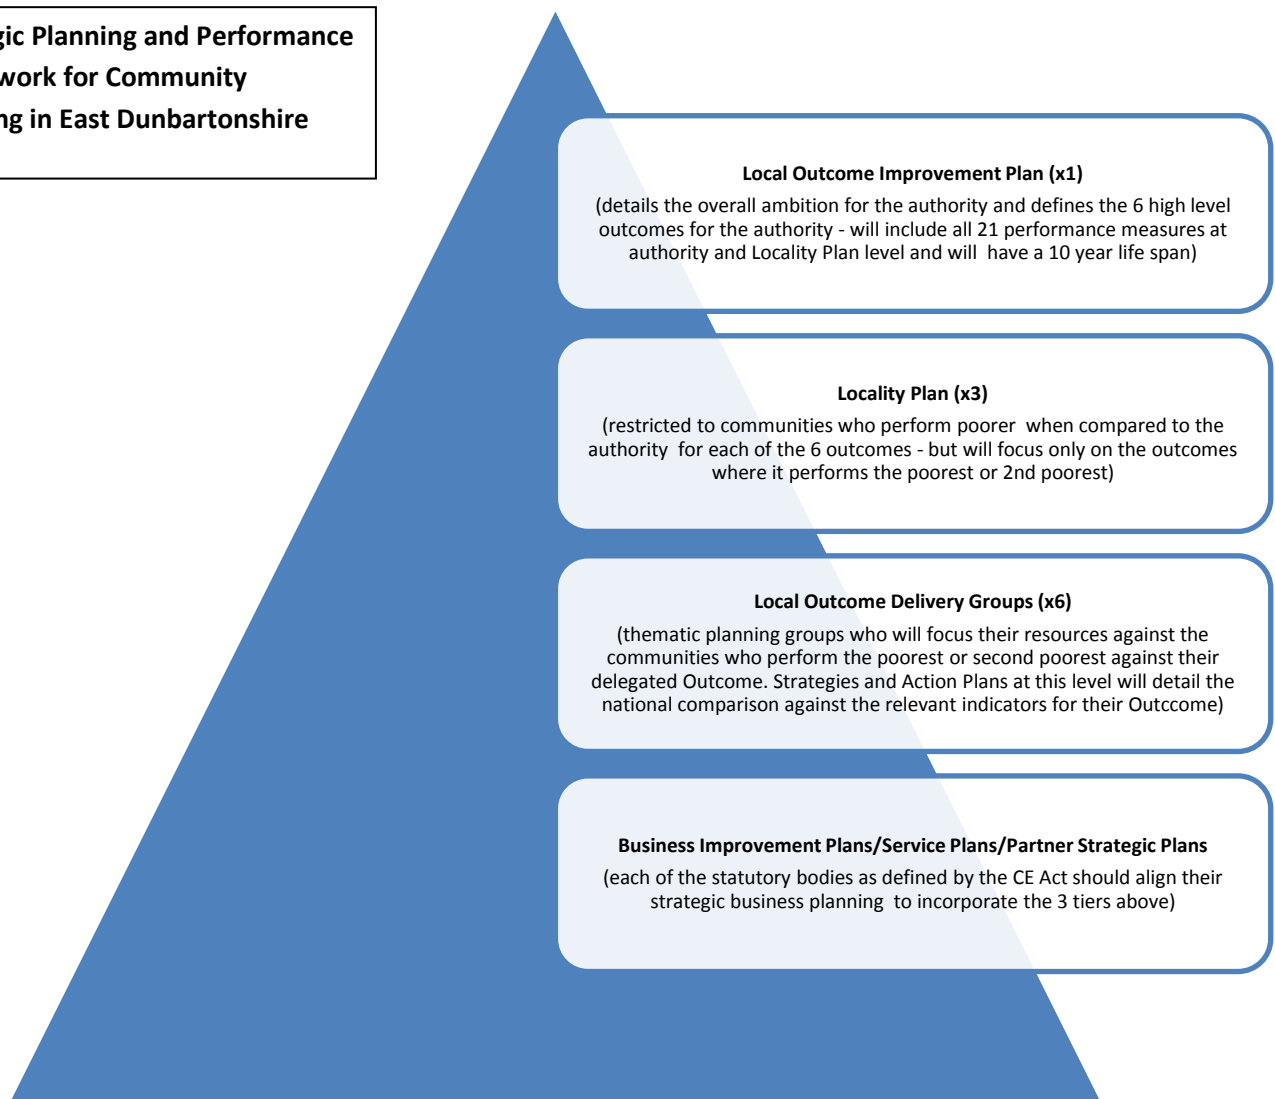 gic Planning and Performance
work for Community
ng in East Dunbartonshire
Local Outcome Improvement Plan (x1)
(details the overall ambition for the authority and defines the 6 high level
outcomes for the authority - will include all 21 performance measures at
authority and Locality Plan level and will  have a 10 year life span)
Locality Plan (x3)
(restricted to communities who perform poorer  when compared to the
authority  for each of the 6 outcomes - but will focus only on the outcomes
where it performs the poorest or 2nd poorest)
Local Outcome Delivery Groups (x6)
(thematic planning groups who will focus their resources against the
communities who perform the poorest or second poorest against their
delegated Outcome. Strategies and Action Plans at this level will detail the
national comparison against the relevant indicators for their Outccome)
Business Improvement Plans/Service Plans/Partner Strategic Plans
(each of the statutory bodies as defined by the CE Act should align their
strategic business planning  to incorporate the 3 tiers above)